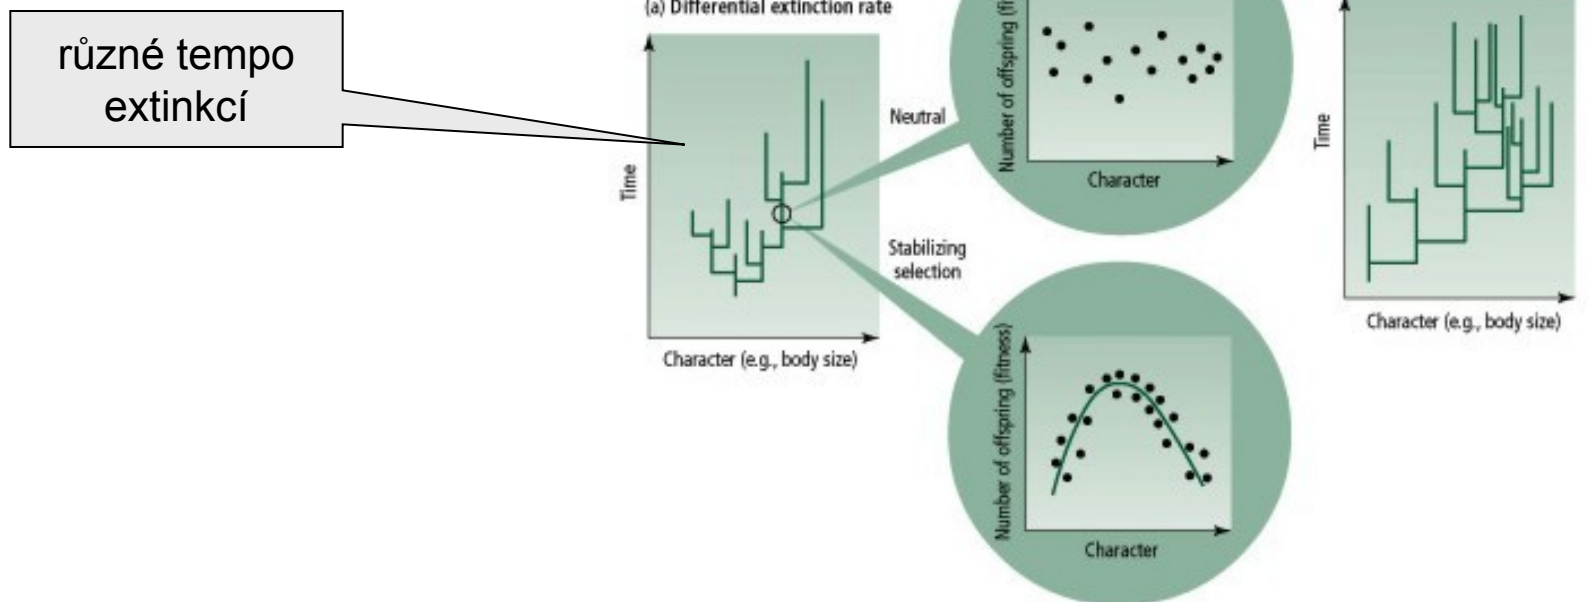 (a) Differential extinction rate
různé tempo
extinkcí
Time
Character (e.g., body size)
Neutral
Stabilizing
selection
Number of offspring
Character
Number of offspring (fitness)
Character
Time
Character (e.g., body size)